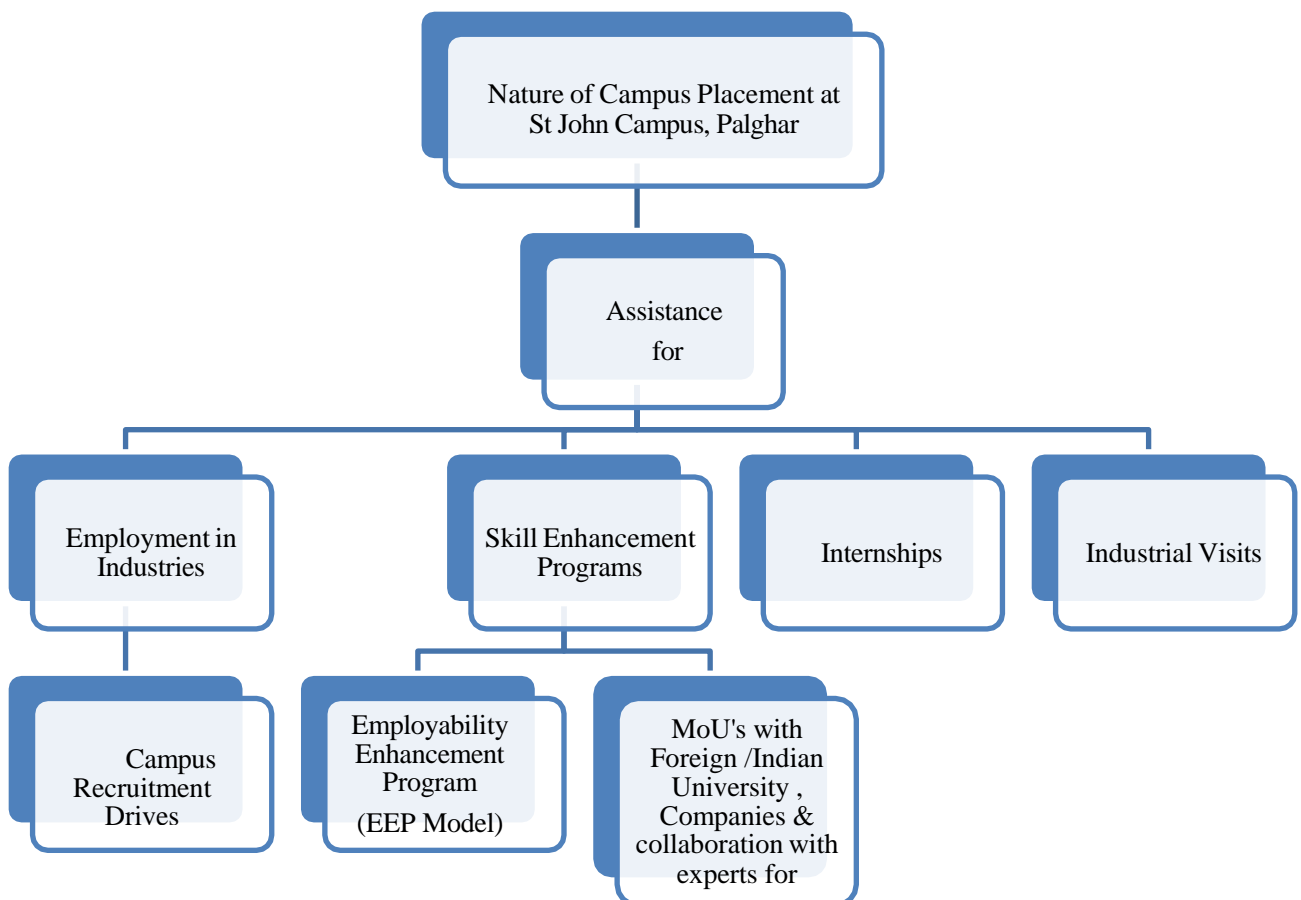 Nature of Campus Placement at
St John Campus, Palghar
Assistance
for
Employment in
Industries
Skill Enhancement
Programs
Internships
Industrial Visits
Campus
Recruitment
Drives
Employability
Enhancement
Program
(EEP Model)
MoU's with
Foreign /Indian
University ,
Companies &
collaboration with
experts for